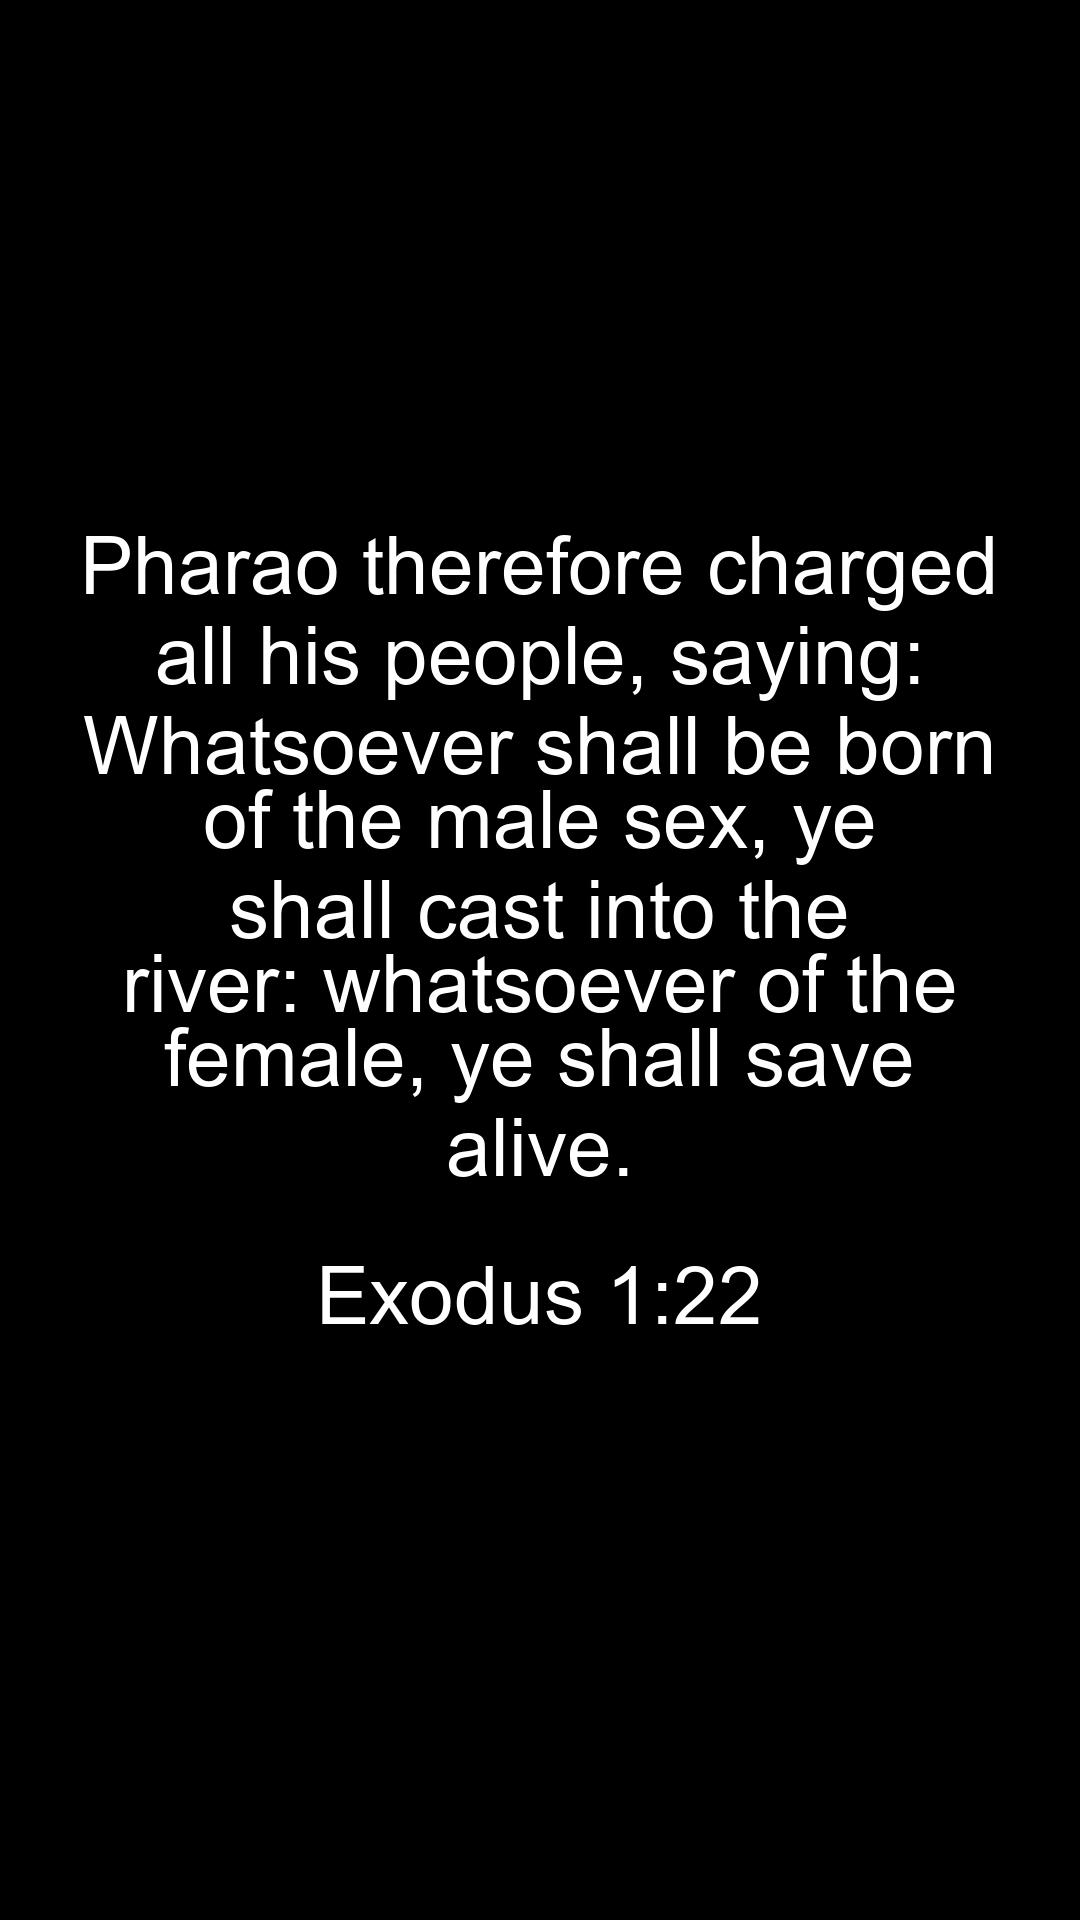 Pharao therefore charged
all his people, saying:
Whatsoever shall be born
of the male sex, ye
shall cast into the
river: whatsoever of the
female, ye shall save
alive.
Exodus 1:22